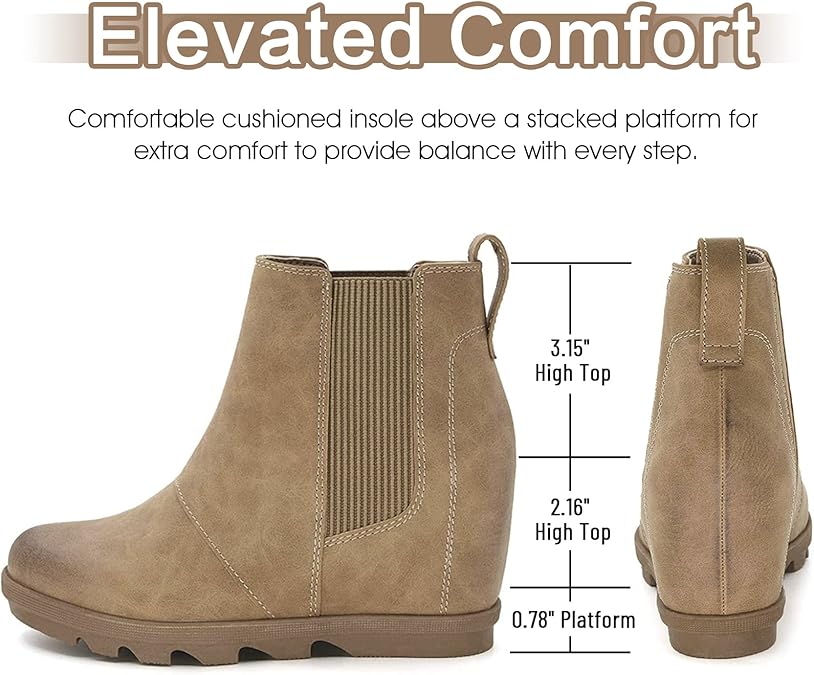 Elevated Comfort
Comfortable cushioned insole above a stacked platform for
extra comfort to provide balance with every step.
3.15"
High Top
2.16"
High Top
0.78" Platform